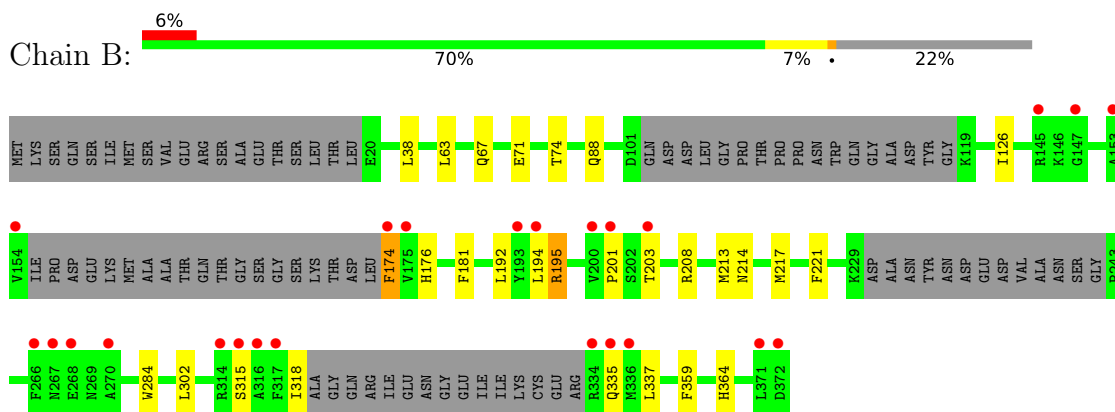 6%
Chain B:
70% 7% • 22%
MET LYS SER GLN SER ILE MET SER VAL GLU ARG SER ALA GLU THR SER LEU THR THR LEU E20 L38 L63 Q67 E71 T74 Q88 D101 GLN ASP ASP LEU GLY PRO THR PRO PRO ASN TRP GLN GLY ALA ASP TYR GLY K119 I126 R145 K146 G147 A153
V154 ILE PRO ASP GLU LYS MET ALA ALA THR GLN THR GLY SER GLY SER LYS THR ASP LEU F174 V175 H176 F181 L192 Y193 L194 R195 V200 P201 S202 T203 R208 M213 N214 M217 F221 K229 ASP ALA ASN TYR ASN ASP GLU ASP VAL ALA ASN SER GLY
F266 N267 E268 N269 A270 W284 L302 R314 S315 A316 F317 I318 ALA GLY GLN ARG ILE GLU ASN GLY GLU ILE ILE LYS CYS GLU ARG R334 Q335 M336 L337 F359 H364 L371 D372